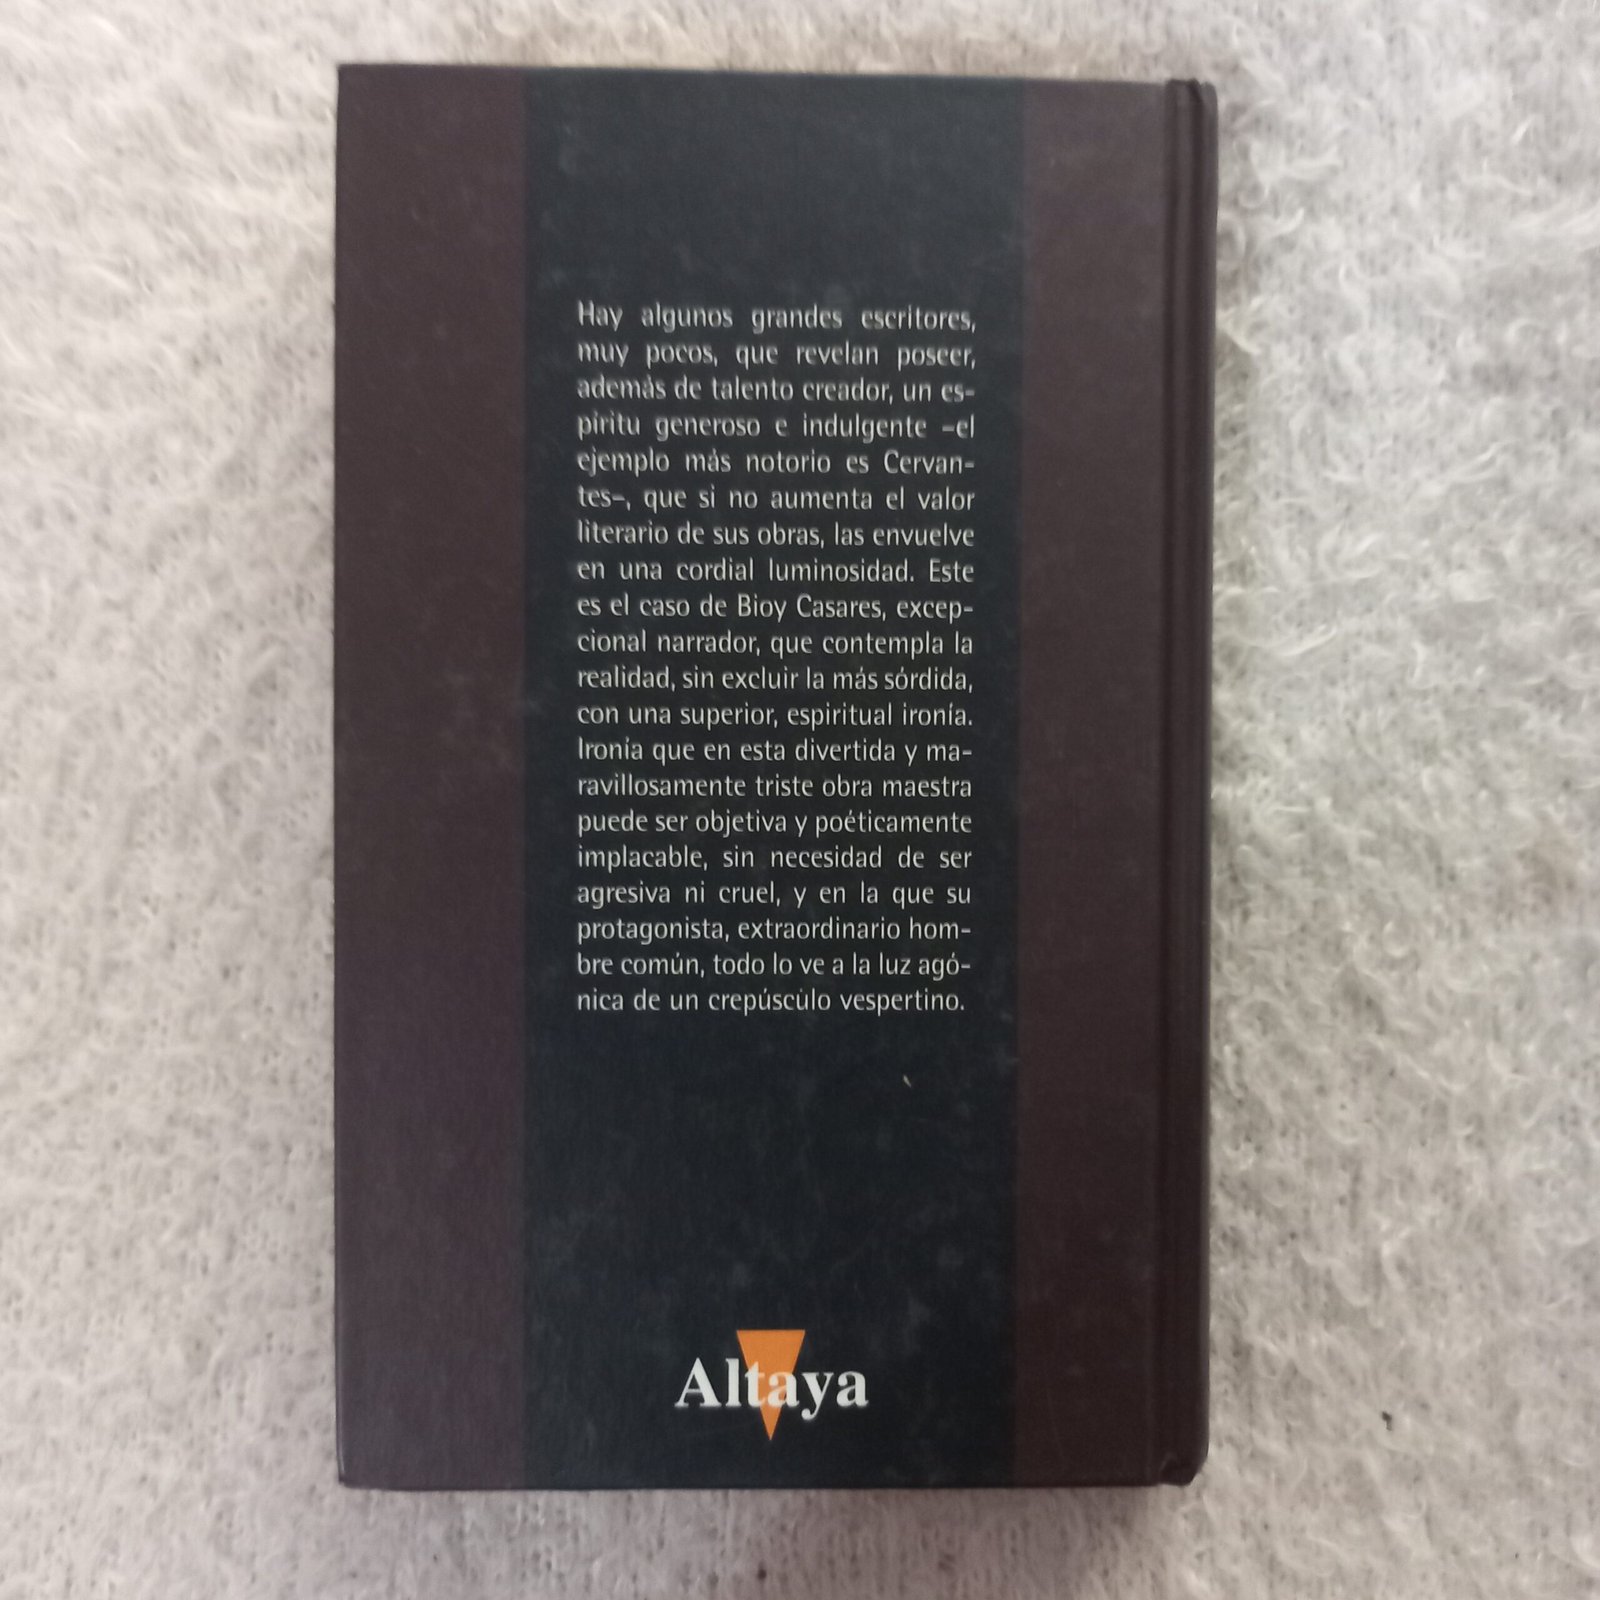 Hay algunos grandes escritores,
muy pocos, que revelan poseer,
además de talento creador, un es-
píritu generoso e indulgente –el
ejemplo más notorio es Cervan-
tes–, que si no aumenta el valor
literario de sus obras, las envuelve
en una cordial luminosidad. Este
es el caso de Bioy Casares, excep-
cional narrador, que contempla la
realidad, sin excluir la más sórdida,
con una superior, espiritual ironía.
Ironía que en esta divertida y ma-
ravillosamente triste obra maestra
puede ser objetiva y poéticamente
implacable, sin necesidad de ser
agresiva ni cruel, y en la que su
protagonista, extraordinario hom-
bre común, todo lo ve a la luz agó-
nica de un crepúsculo vespertino.
Altaya